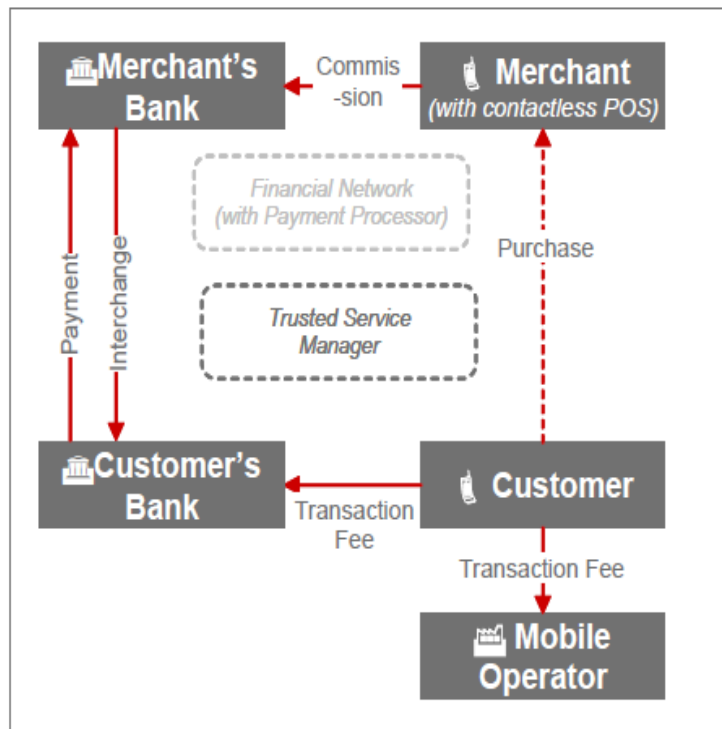 Merchant's
Bank
Commis
-sion
Merchant
(with contactless POS)
Financial Network
(with Payment Processor)
Purchase
Payment
Interchange
Trusted Service
Manager
Customer's
Bank
Transaction
Fee
Customer
Transaction Fee
Mobile
Operator